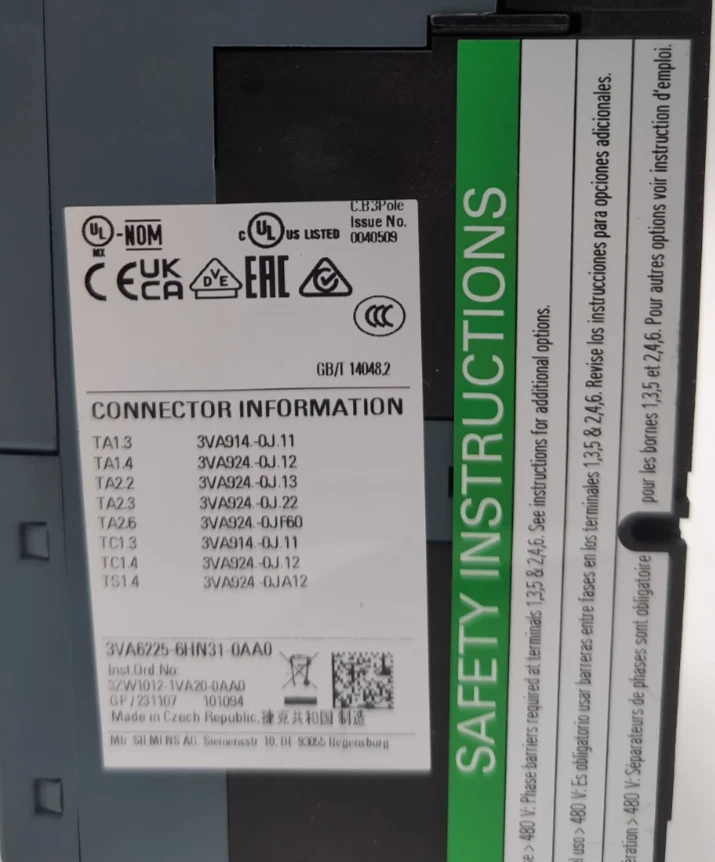 C.B.3Pole
UL -NOM
MX
C UL US LISTED
Issue No.
0040509
CE UK CA DVE EAC
CCC
GB/T 14048.2
CONNECTOR INFORMATION
TA1.3 3VA914.-0J.11
TA1.4 3VA924.-0J.12
TA2.2 3VA924.-0J.13
TA2.3 3VA924.-0J.22
TA2.6 3VA924.-0JF60
TC1.3 3VA914.-0J.11
TC1.4 3VA924.-0J.12
TS1.4 3VA924-0JA12
3VA6225-6HN31-0AA0
Inst.Ord No:
32W1012-1VA20-0AA0
GP/231107 101094
Made in Czech Republic, 捷克共和国 制造
Mfr. SIEMENS AG, Siemensstr. 10, DE 93055 Regensburg
SAFETY INSTRUCTIONS
> 480 V: Phase barriers required at terminals 1,3,5 & 2,4,6. See instructions for additional options.
uso > 480 V: Es obligatorio usar barreras entre fases en los terminales 1,3,5 & 2,4,6. Revise los instrucciones para opciones adicionales.
> 480 V: Séparateurs de phases sont obligatoire pour les bornes 1,3,5 et 2,4,6. Pour autres options voir instruction d'emploi.